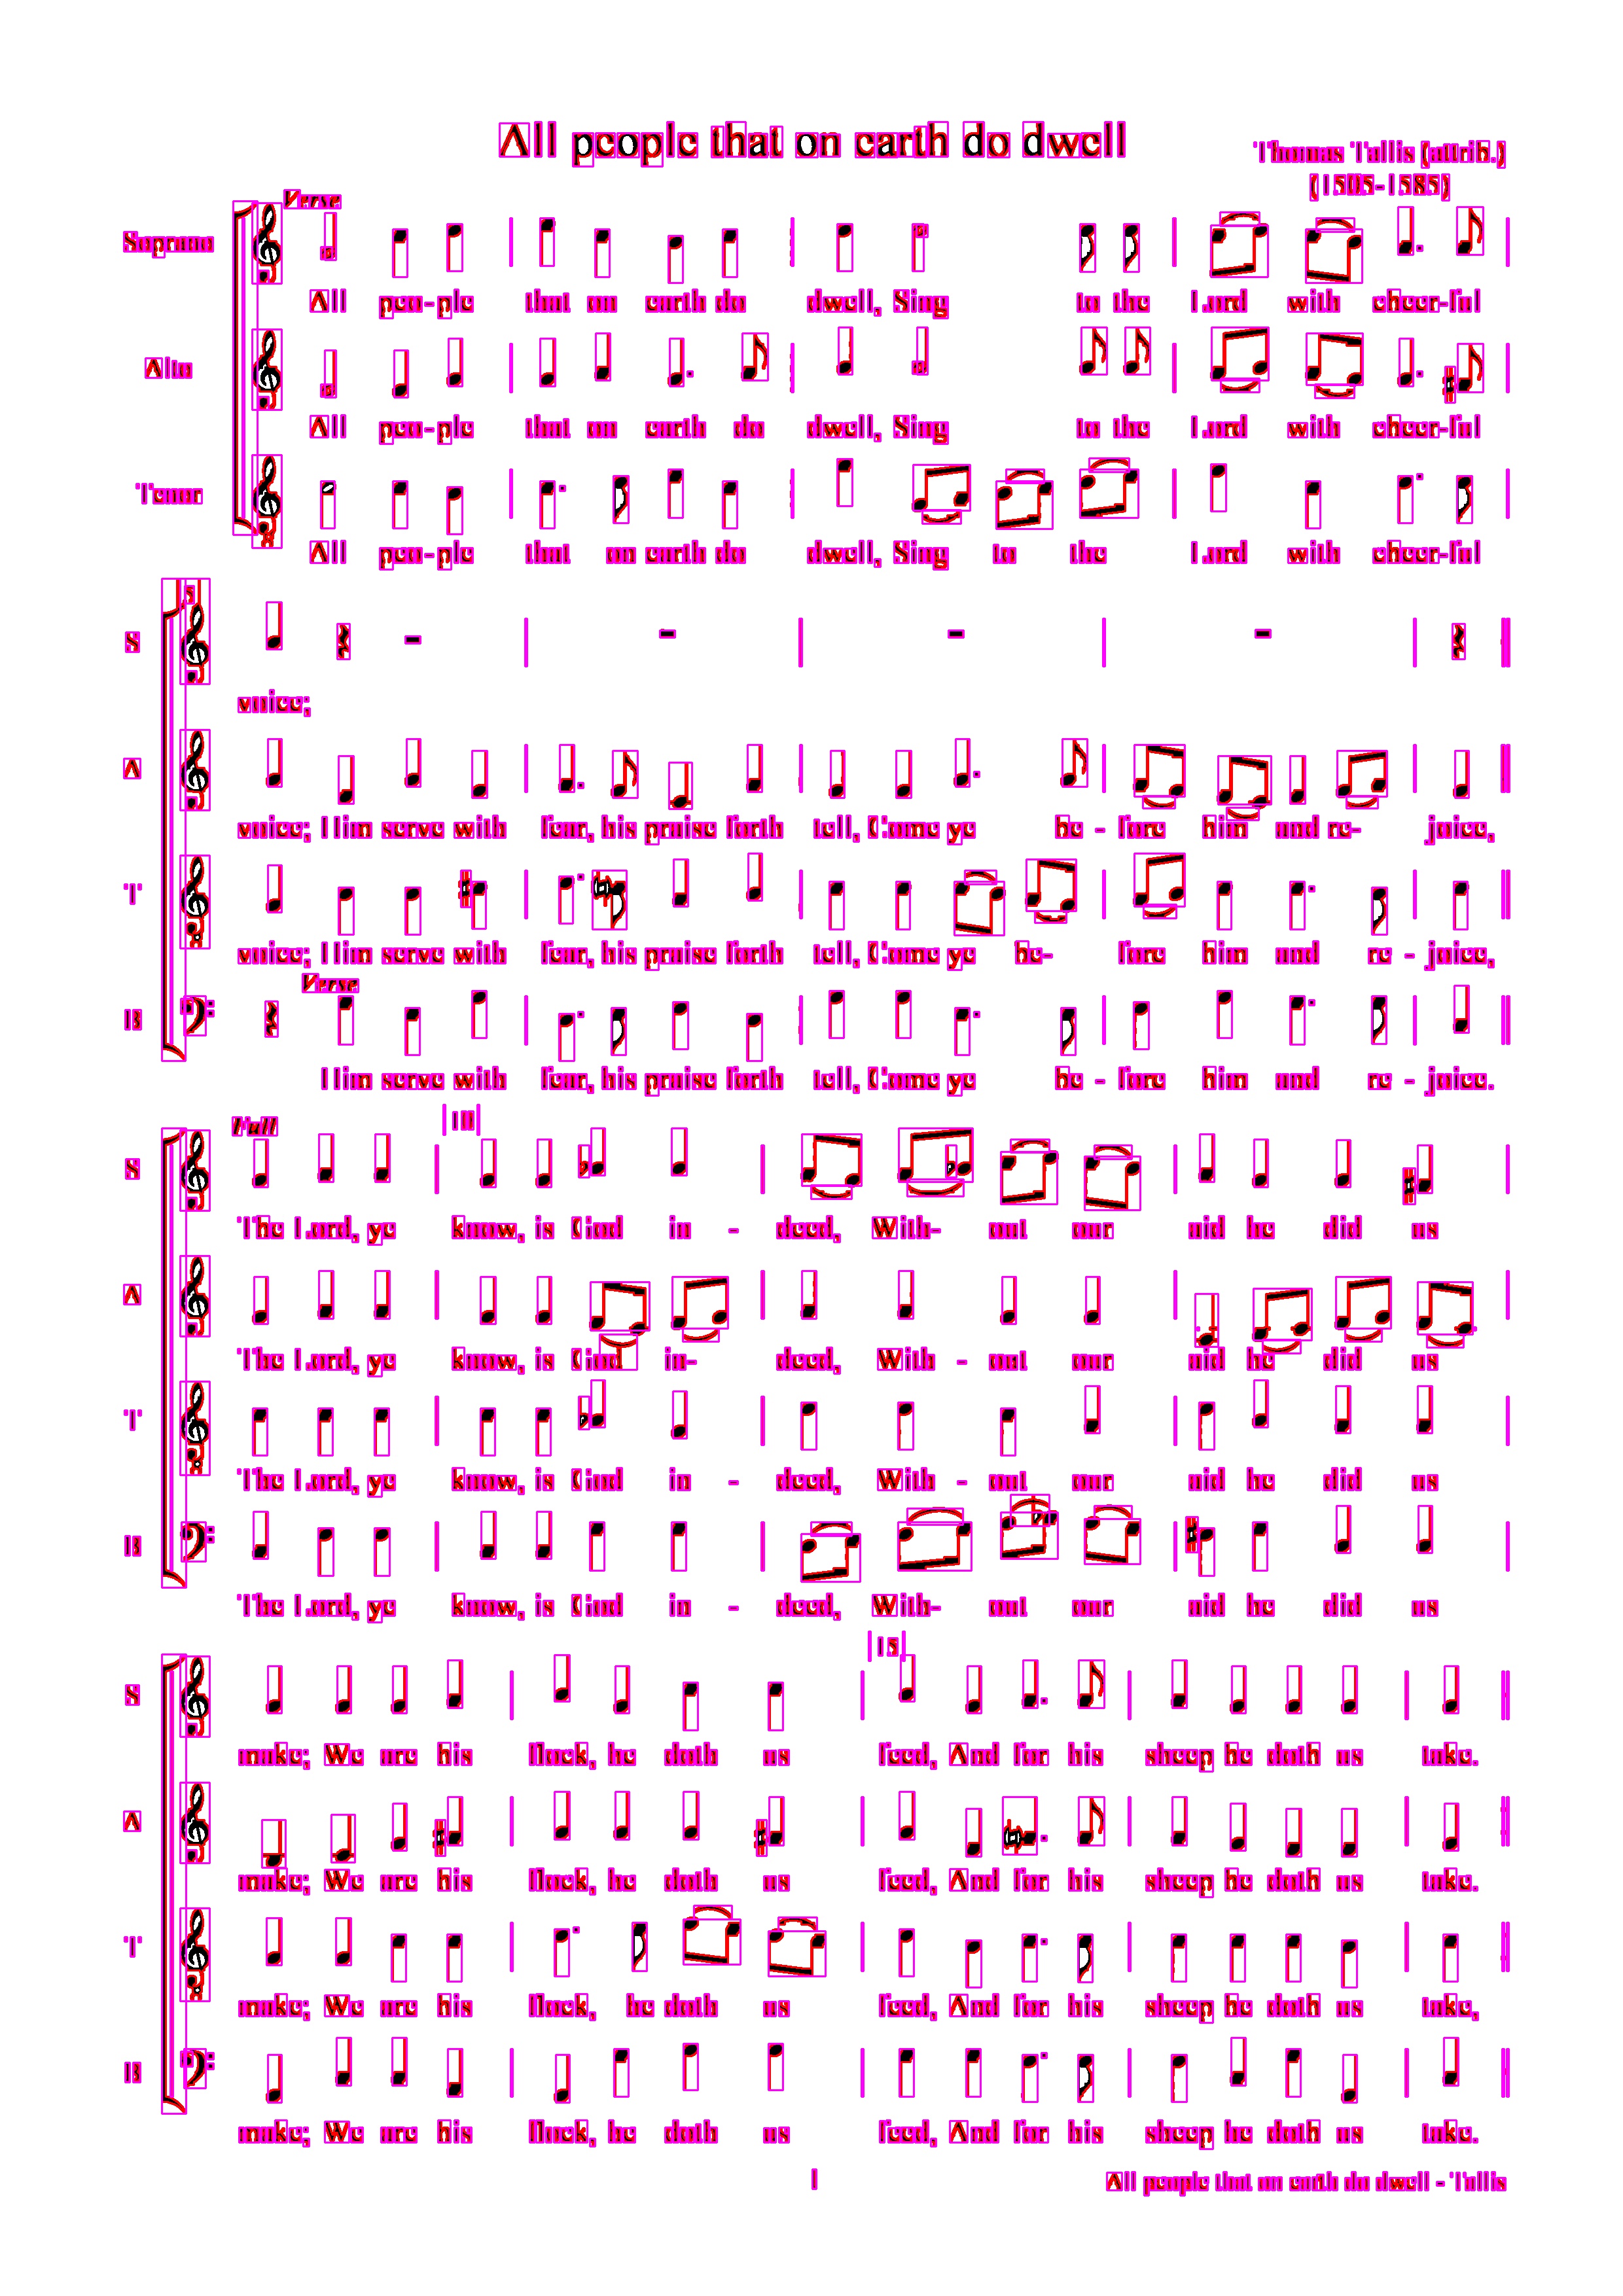 All people that on earth do dwell
Thomas Tallis (attrib.)
(1505-1585)
Verse
Soprano
All peo-ple that on earth do dwell, Sing to the Lord with cheer-ful
Alto
All peo-ple that on earth do dwell, Sing to the Lord with cheer-ful
Tenor
All peo-ple that on earth do dwell, Sing to the Lord with cheer-ful
5
S
voice;
A
voice; Him serve with fear, his praise forth tell, Come ye be - fore him and re- joice,
T
voice; Him serve with fear, his praise forth tell, Come ye be- fore him and re - joice,
Verse
B
Him serve with fear, his praise forth tell, Come ye be - fore him and re - joice.
Full
10
S
The Lord, ye know, is God in - deed, With- out our aid he did us
A
The Lord, ye know, is God in- deed, With - out our aid he did us
T
The Lord, ye know, is God in - deed, With - out our aid he did us
B
The Lord, ye know, is God in - deed, With- out our aid he did us
15
S
make; We are his flock, he doth us feed, And for his sheep he doth us take.
A
make; We are his flock, he doth us feed, And for his sheep he doth us take.
T
make; We are his flock, he doth us feed, And for his sheep he doth us take,
B
make; We are his flock, he doth us feed, And for his sheep he doth us take.
1
All people that on earth do dwell - Tallis